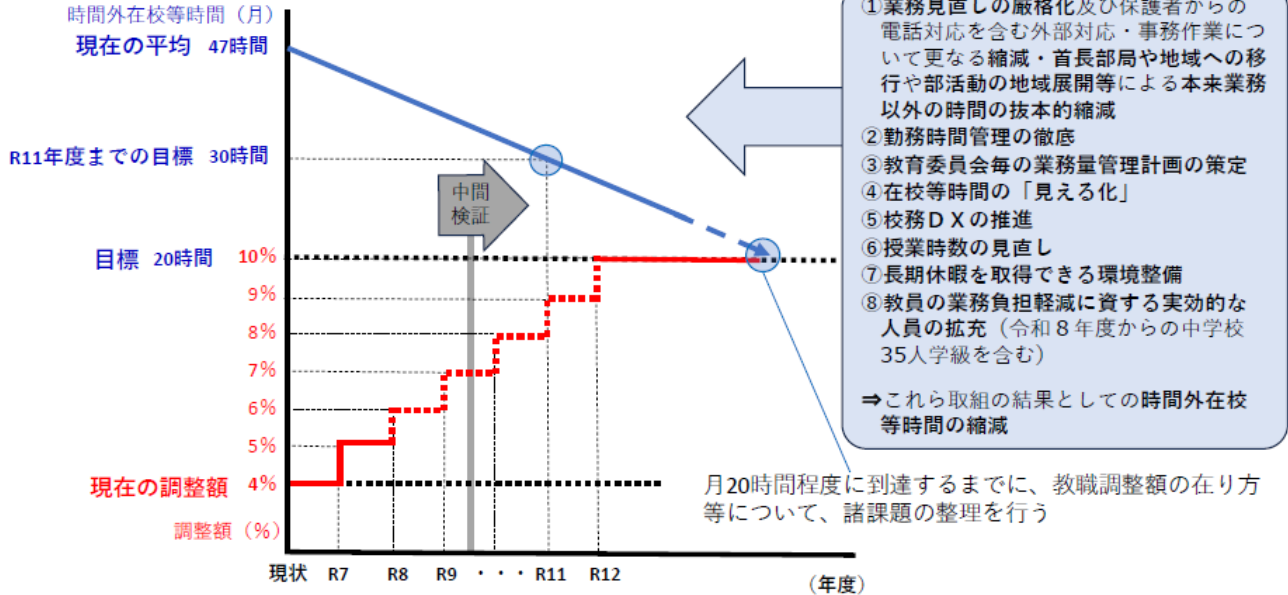 時間外在校等時間（月）
現在の平均 47時間
R11年度までの目標 30時間
中間
検証
目標 20時間
10%
9%
8%
7%
6%
5%
現在の調整額 4%
調整額（%）
現状 R7 R8 R9 ・・・ R11 R12
（年度）
①業務見直しの厳格化及び保護者からの
電話対応を含む外部対応・事務作業につ
いて更なる縮減・首長部局や地域への移
行や部活動の地域展開等による本来業務
以外の時間の抜本的縮減
②勤務時間管理の徹底
③教育委員会毎の業務量管理計画の策定
④在校等時間の「見える化」
⑤校務ＤＸの推進
⑥授業時数の見直し
⑦長期休暇を取得できる環境整備
⑧教員の業務負担軽減に資する実効的な
人員の拡充（令和８年度からの中学校
35人学級を含む）
⇒これら取組の結果としての時間外在校
等時間の縮減
月20時間程度に到達するまでに、教職調整額の在り方
等について、諸課題の整理を行う